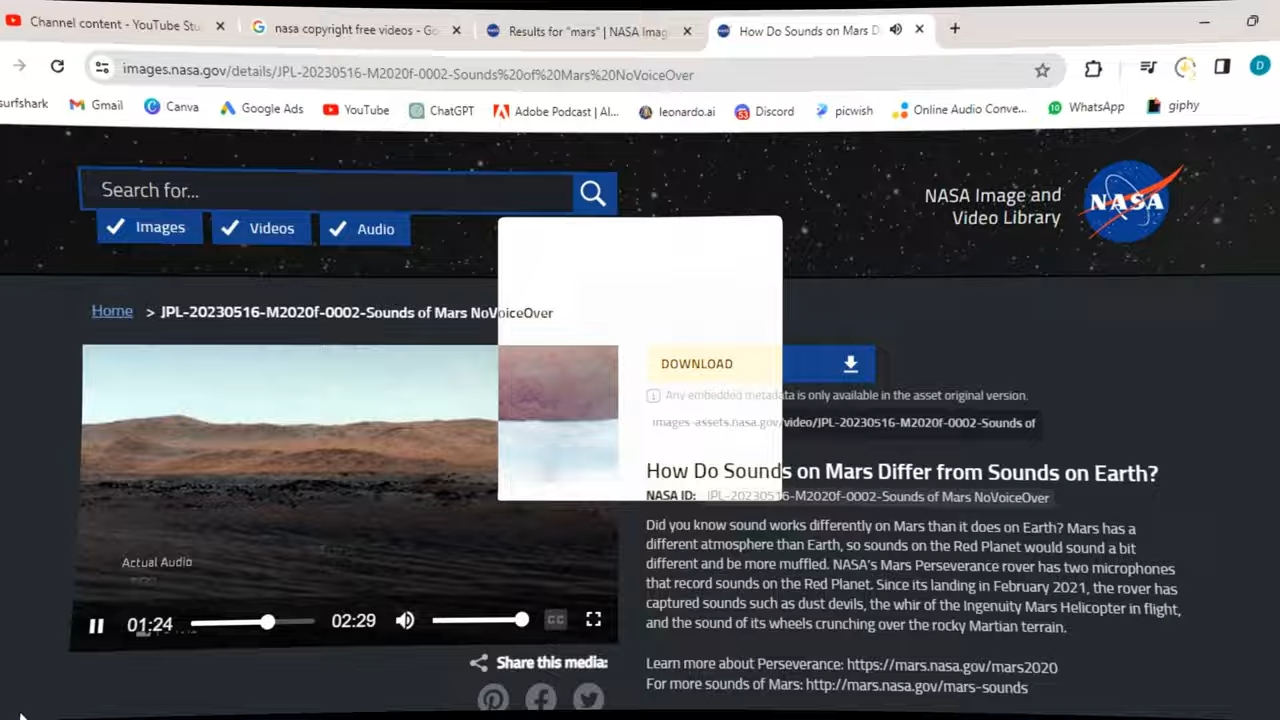 Channel content - YouTube Stu
nasa copyright free videos - Go
Results for "mars" | NASA Imag
How Do Sounds on Mars D
images.nasa.gov/details/JPL-20230516-M2020f-0002-Sounds%20of%20Mars%20NoVoiceOver
D
surfshark
Gmail
Canva
Google Ads
YouTube
ChatGPT
Adobe Podcast | Al...
leonardo.ai
53
Discord
picwish
Online Audio Conve...
10
WhatsApp
giphy
Search for...
Images
Videos
Audio
NASA Image and
Video Library
NASA
Home > JPL-20230516-M2020f-0002-Sounds of Mars NoVoiceOver
DOWNLOAD
Any embedded metadata is only available in the asset original version.
images-assets.nasa.gov/video/JPL-20230516-M2020f-0002-Sounds of
How Do Sounds on Mars Differ from Sounds on Earth?
NASA ID: JPL-20230516-M2020f-0002-Sounds of Mars NoVoiceOver
Did you know sound works differently on Mars than it does on Earth? Mars has a
different atmosphere than Earth, so sounds on the Red Planet would sound a bit
different and be more muffled. NASA's Mars Perseverance rover has two microphones
that record sounds on the Red Planet. Since its landing in February 2021, the rover has
captured sounds such as dust devils, the whir of the Ingenuity Mars Helicopter in flight,
and the sound of its wheels crunching over the rocky Martian terrain.
Learn more about Perseverance: https://mars.nasa.gov/mars2020
For more sounds of Mars: http://mars.nasa.gov/mars-sounds
Actual Audio
01:24
02:29
CC
Share this media: